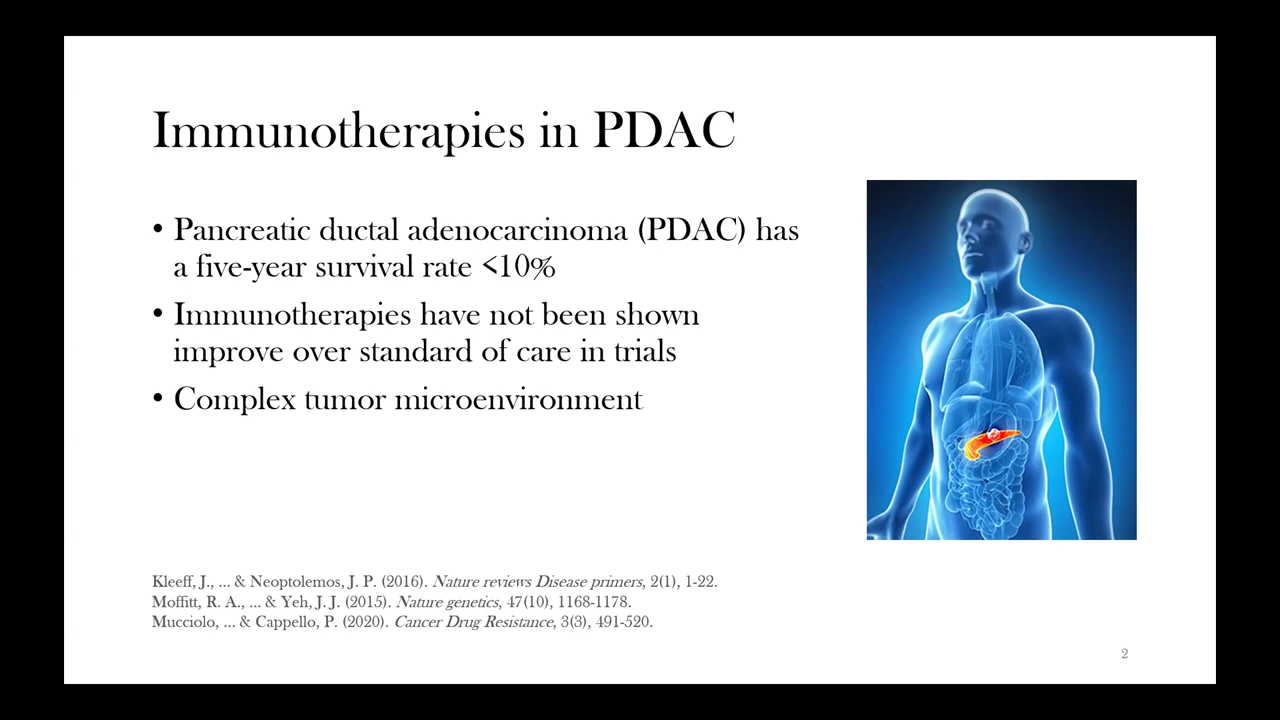 Immunotherapies in PDAC
• Pancreatic ductal adenocarcinoma (PDAC) has
a five-year survival rate <10%
• Immunotherapies have not been shown
improve over standard of care in trials
• Complex tumor microenvironment
Kleeff, J., ... & Neoptolemos, J. P. (2016). Nature reviews Disease primers, 2(1), 1-22.
Moffitt, R. A., ... & Yeh, J. J. (2015). Nature genetics, 47(10), 1168-1178.
Mucciolo, ... & Cappello, P. (2020). Cancer Drug Resistance, 3(3), 491-520.
2